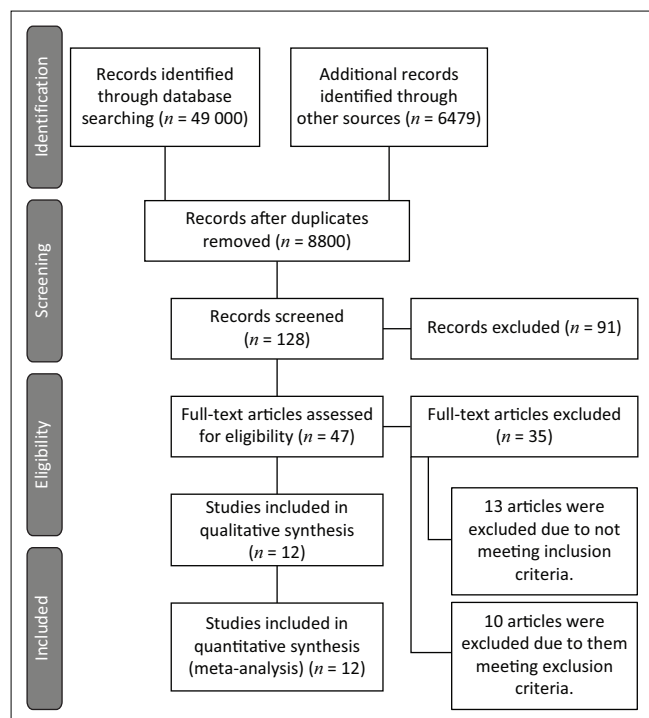 Identification
Records identified
through database
searching (n = 49 000)
Additional records
identified through
other sources (n = 6479)
Screening
Records after duplicates
removed (n = 8800)
Records screened
(n = 128)
Records excluded (n = 91)
Eligibility
Full-text articles assessed
for eligibility (n = 47)
Full-text articles excluded
(n = 35)
Studies included in
qualitative synthesis
(n = 12)
13 articles were
excluded due to not
meeting inclusion
criteria.
Included
Studies included in
quantitative synthesis
(meta-analysis) (n = 12)
10 articles were
excluded due to them
meeting exclusion
criteria.